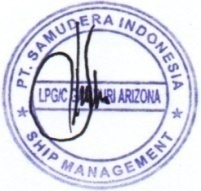 PT. SAMUDERA INDONESIA
LPG/C ARIZONA
SHIP MANAGEMENT